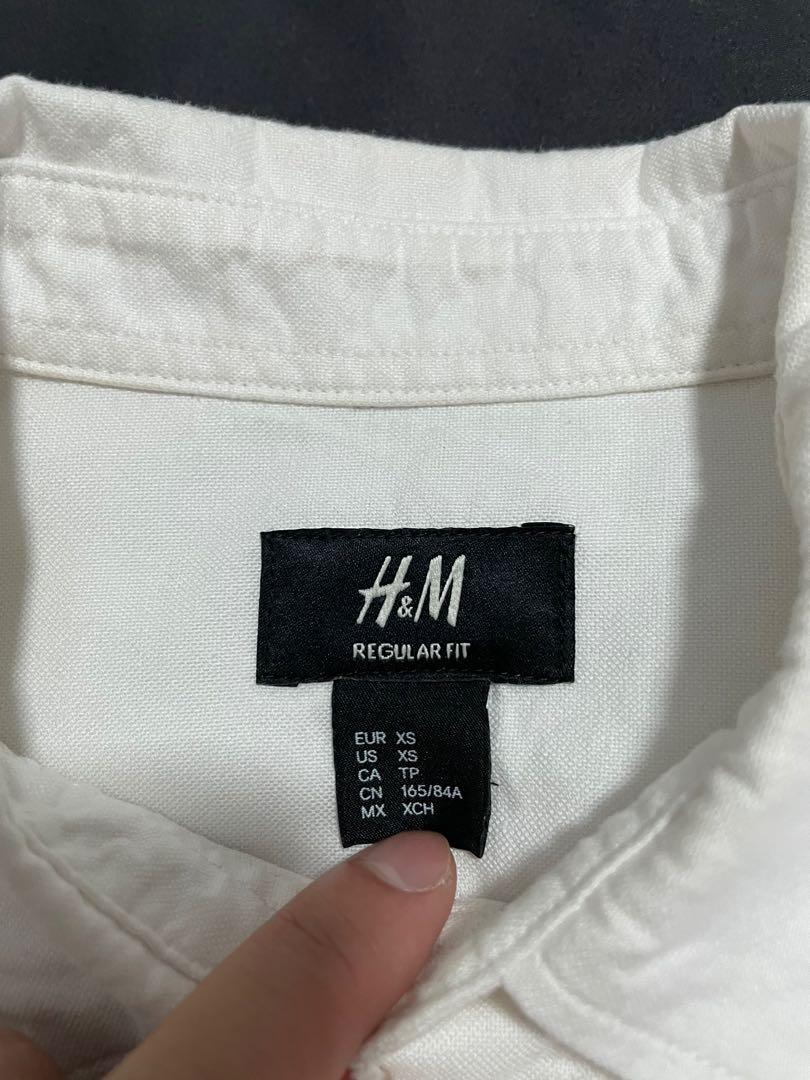 H&M
REGULAR FIT
EUR XS
US XS
CA TP
CN 165/84A
MX XCH